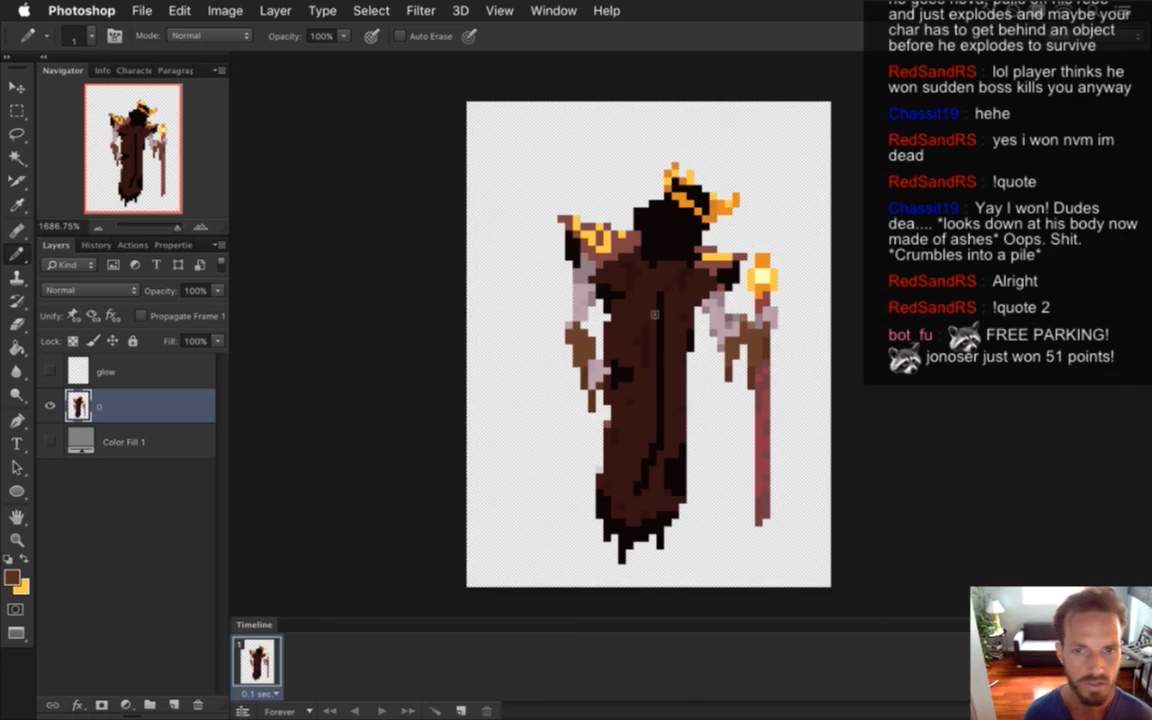 Photoshop File Edit Image Layer Type Select Filter 3D View Window Help
1 Mode: Normal Opacity: 100% Auto Erase
Navigator Info Characte Paragra
1686.75%
Layers History Actions Propertie
Kind
Normal Opacity: 100%
Unify: Propagate Frame 1
Lock: Fill: 100%
glow
0
Color Fill 1
Timeline
1
0.1 sec.
Forever
and just explodes and maybe your
char has to get behind an object
before he explodes to survive
RedSandRS : lol player thinks he
won sudden boss kills you anyway
Chassit19 : hehe
RedSandRS : yes i won nvm im
dead
RedSandRS : !quote
Chassit19 : Yay I won! Dudes
dea.... *looks down at his body now
made of ashes* Oops. Shit.
*Crumbles into a pile*
RedSandRS : Alright
RedSandRS : !quote 2
bot_fu : FREE PARKING!
jonoser just won 51 points!